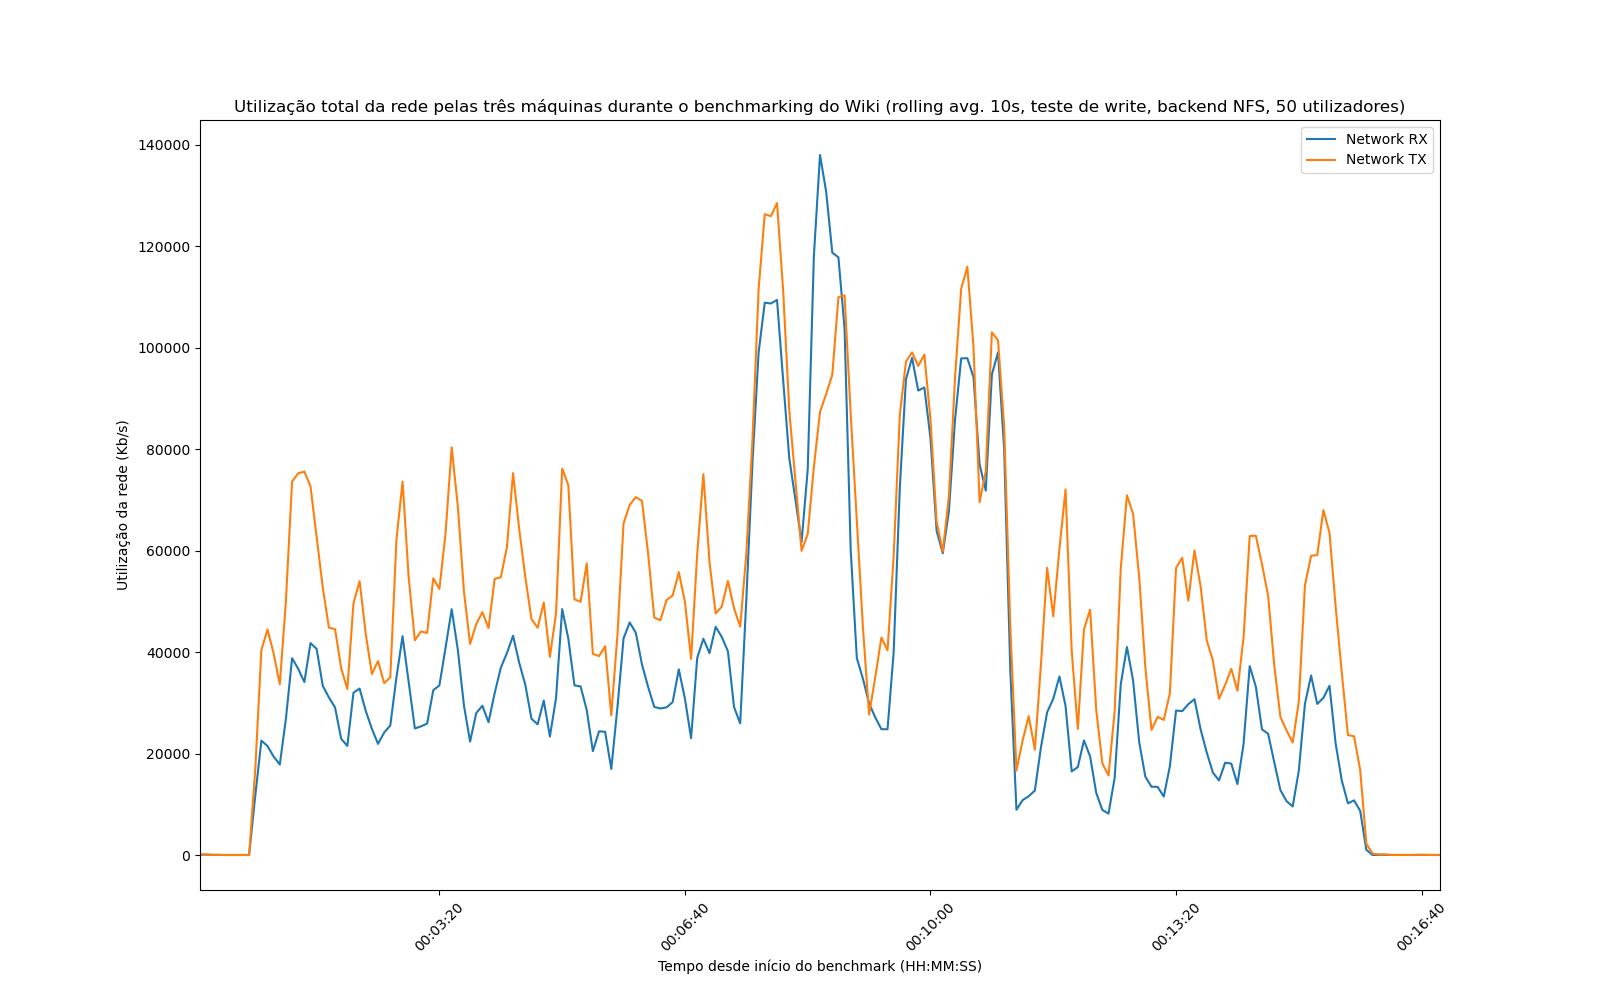 Utilização total da rede pelas três máquinas durante o benchmarking do Wiki (rolling avg. 10s, teste de write, backend NFS, 50 utilizadores)
Network RX
Network TX
140000
120000
100000
80000
60000
40000
20000
0
Utilização da rede (Kb/s)
00:03:20
00:06:40
00:10:00
00:13:20
00:16:40
Tempo desde início do benchmark (HH:MM:SS)